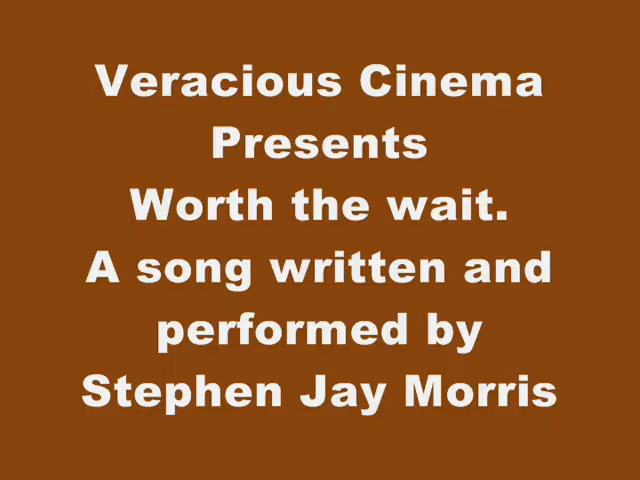 Veracious Cinema
Presents
Worth the wait.
A song written and
performed by
Stephen Jay Morris